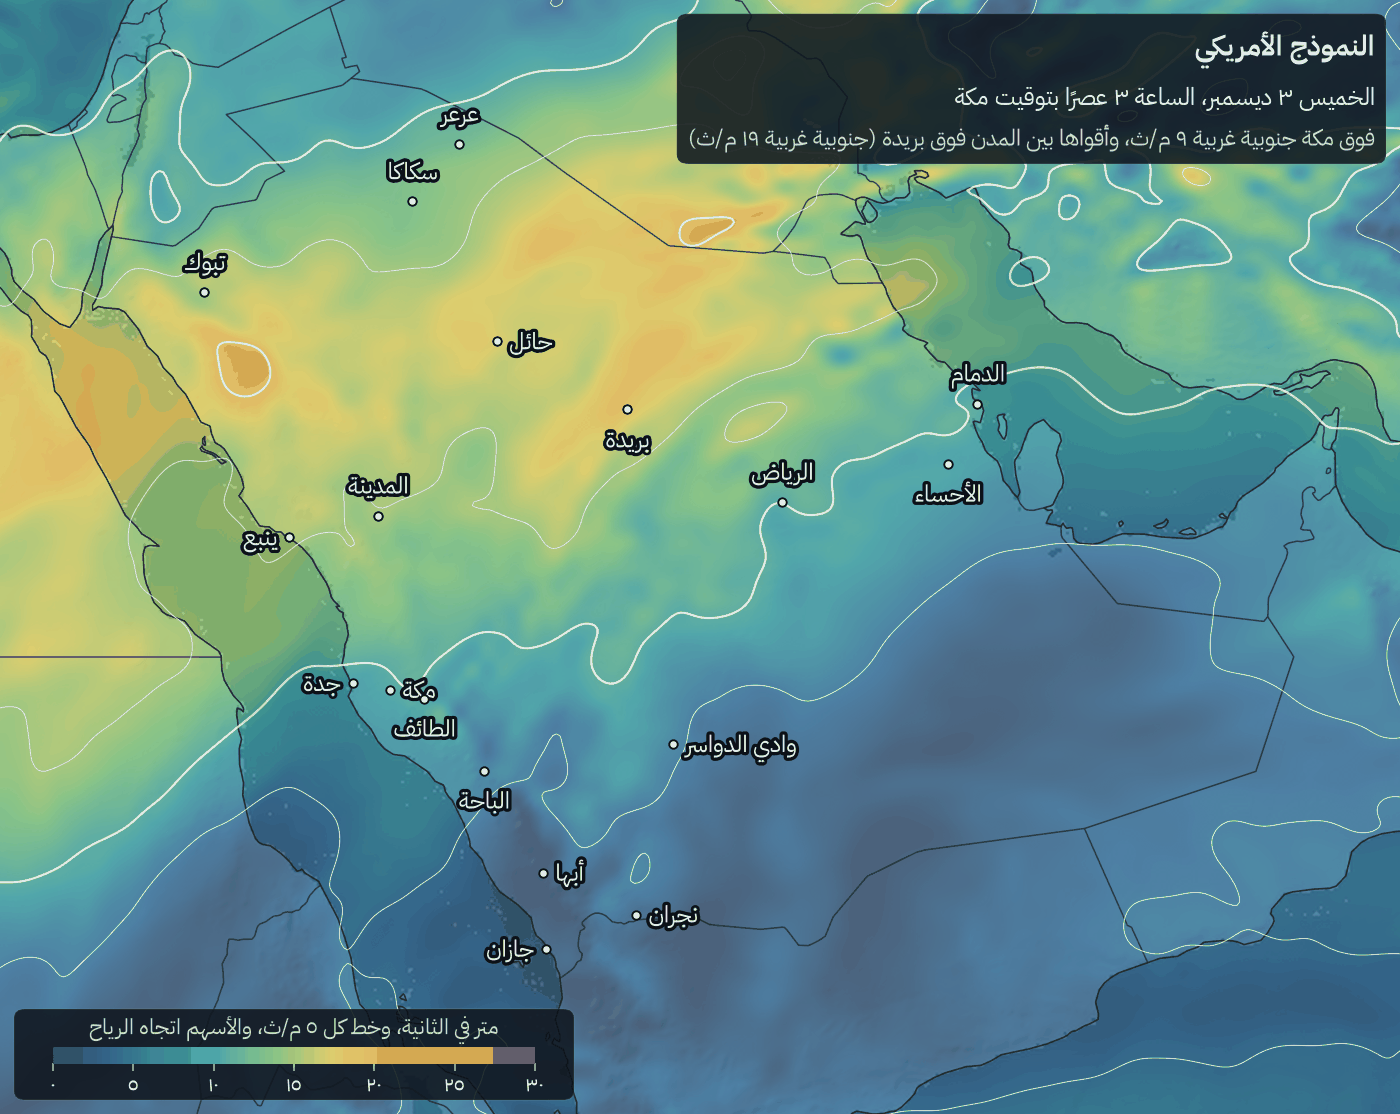 النموذج الأمريكي
الخميس ٣ ديسمبر، الساعة ٣ عصرًا بتوقيت مكة
فوق مكة جنوبية غربية ٩ م/ث، وأقواها بين المدن فوق بريدة (جنوبية غربية ١٩ م/ث)
عرعر
سكاكا
تبوك
حائل
الدمام
بريدة
الرياض
المدينة
الأحساء
ينبع
جدة
مكة
الطائف
وادي الدواسر
الباحة
أبها
نجران
جازان
متر في الثانية، وخط كل ٥ م/ث، والأسهم اتجاه الرياح
٠ ٥ ١٠ ١٥ ٢٠ ٢٥ ٣٠